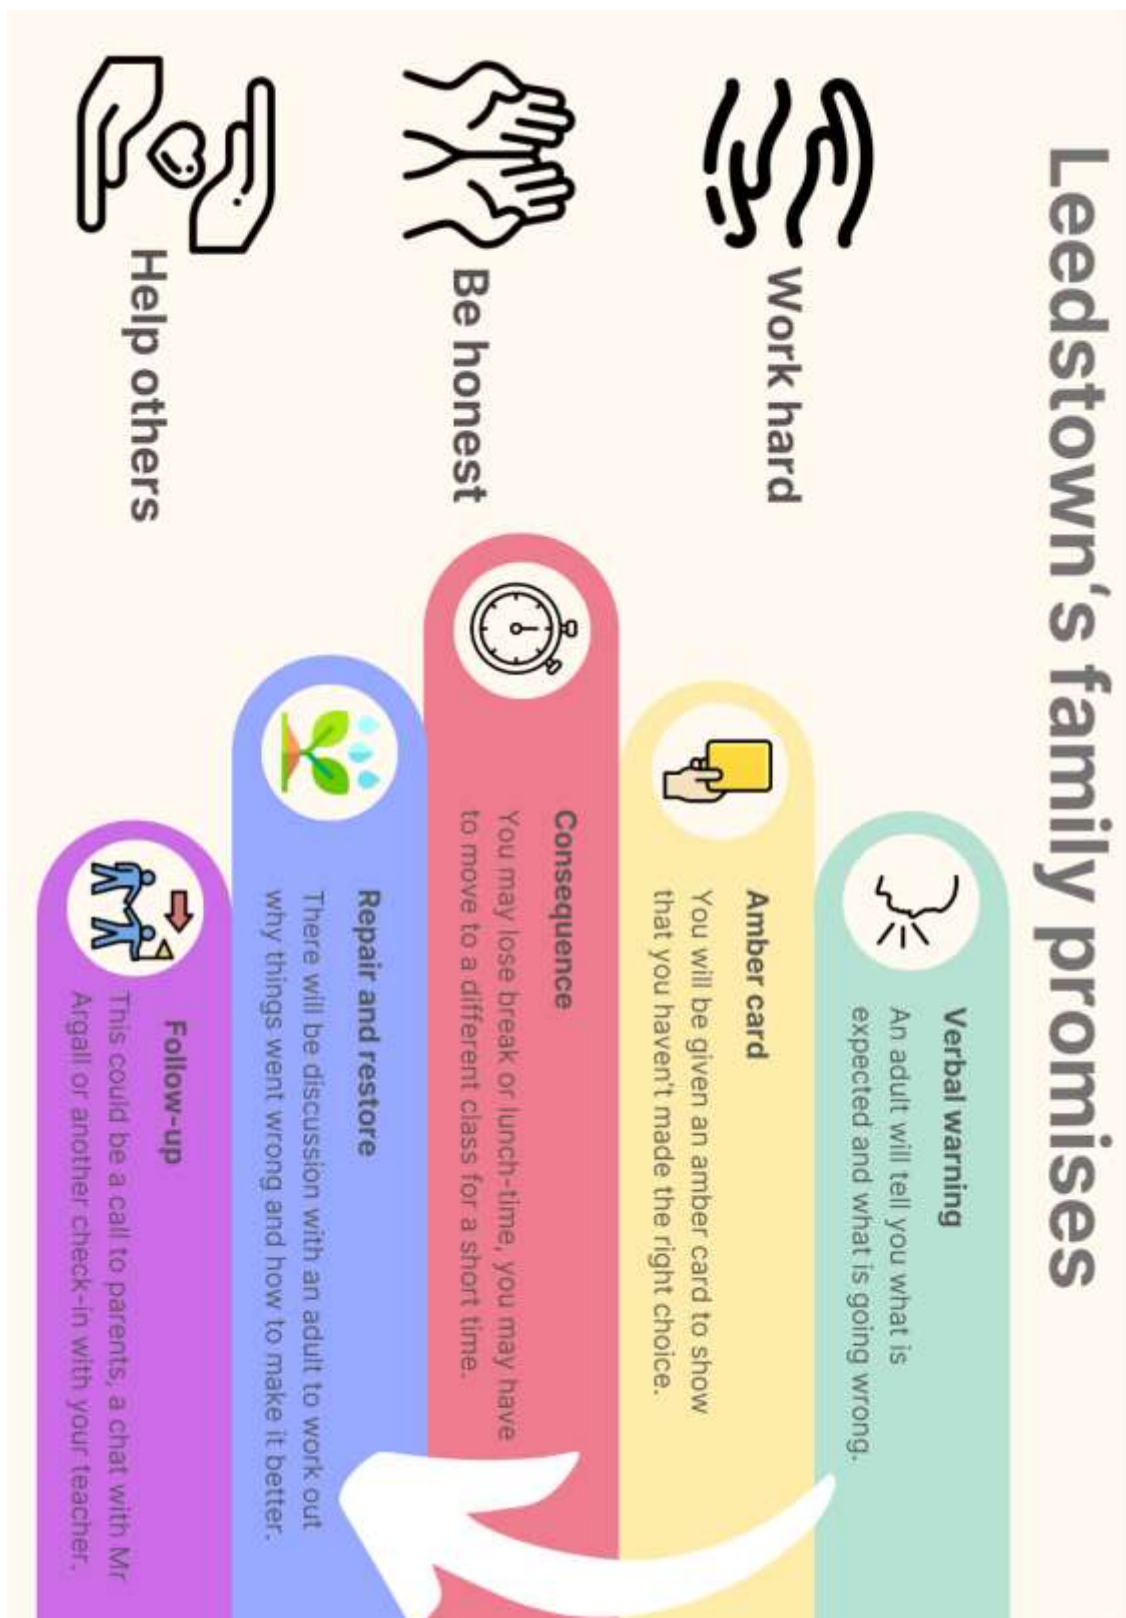 Leedstown's family promises
Work hard
Be honest
Help others
Verbal warning
An adult will tell you what is
expected and what is going wrong.
Amber card
You will be given an amber card to show
that you haven't made the right choice.
Consequence
You may lose break or lunch-time, you may have
to move to a different class for a short time.
Repair and restore
There will be discussion with an adult to work out
why things went wrong and how to make it better.
Follow-up
This could be a call to parents, a chat with Mr
Argall or another check-in with your teacher.